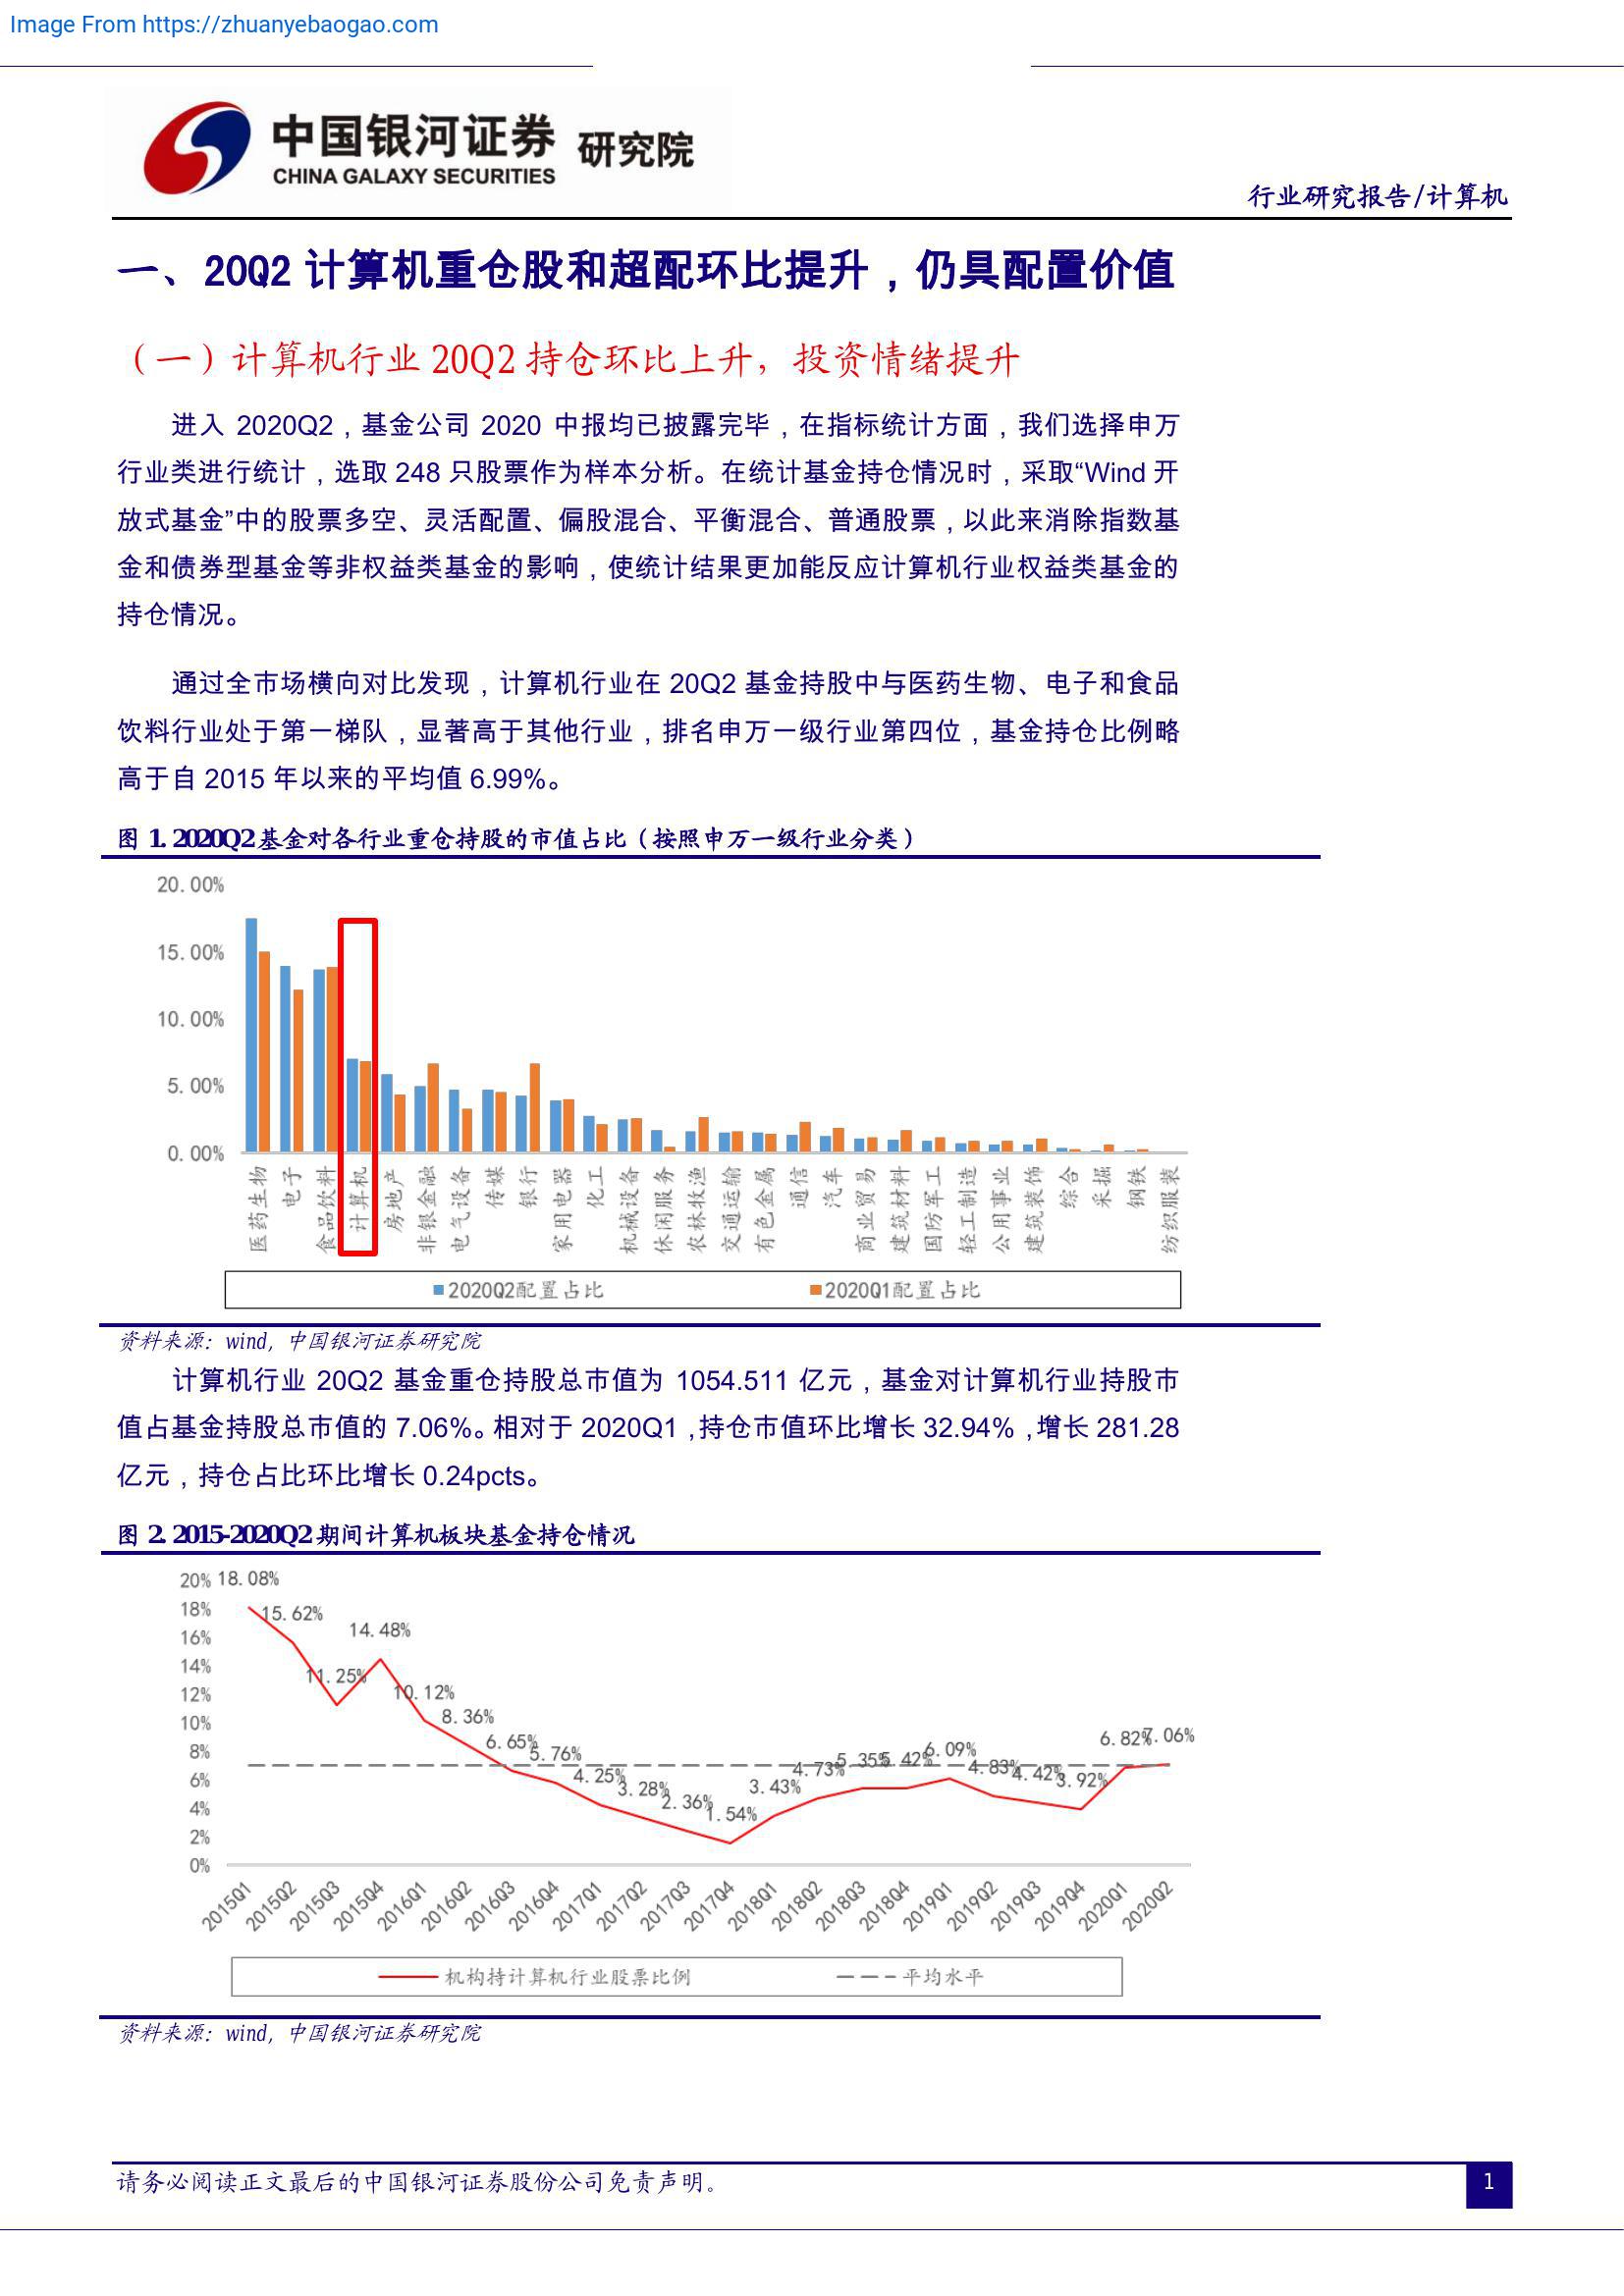 Image From https://zhuanyebaogao.com
中国银河证券 研究院
CHINA GALAXY SECURITIES
行业研究报告/计算机
一、20Q2 计算机重仓股和超配环比提升，仍具配置价值
（一）计算机行业 20Q2 持仓环比上升，投资情绪提升
进入 2020Q2，基金公司 2020 中报均已披露完毕，在指标统计方面，我们选择申万
行业类进行统计，选取 248 只股票作为样本分析。在统计基金持仓情况时，采取“Wind 开
放式基金”中的股票多空、灵活配置、偏股混合、平衡混合、普通股票，以此来消除指数基
金和债券型基金等非权益类基金的影响，使统计结果更加能反应计算机行业权益类基金的
持仓情况。
通过全市场横向对比发现，计算机行业在 20Q2 基金持股中与医药生物、电子和食品
饮料行业处于第一梯队，显著高于其他行业，排名申万一级行业第四位，基金持仓比例略
高于自 2015 年以来的平均值 6.99%。
图 1. 2020Q2 基金对各行业重仓持股的市值占比（按照申万一级行业分类）
20.00%
15.00%
10.00%
5.00%
0.00%
医药生物
电子
食品饮料
计算机
房地产
非银金融
电气设备
传媒
银行
家用电器
化工
机械设备
休闲服务
农林牧渔
交通运输
有色金属
通信
汽车
商业贸易
建筑材料
国防军工
轻工制造
公用事业
建筑装饰
综合
采掘
钢铁
纺织服装
2020Q2配置占比 2020Q1配置占比
资料来源：wind，中国银河证券研究院
计算机行业 20Q2 基金重仓持股总市值为 1054.511 亿元，基金对计算机行业持股市
值占基金持股总市值的 7.06%。相对于 2020Q1，持仓市值环比增长 32.94%，增长 281.28
亿元，持仓占比环比增长 0.24pcts。
图 2. 2015-2020Q2 期间计算机板块基金持仓情况
20%
18%
16%
14%
12%
10%
8%
6%
4%
2%
0%
18.08%
15.62%
11.25%
14.48%
10.12%
8.36%
6.65%
5.76%
4.25%
3.28%
2.36%
1.54%
3.43%
4.73%
5.35%
5.42%
6.09%
4.83%
4.42%
3.92%
6.82%
7.06%
2015Q1
2015Q2
2015Q3
2015Q4
2016Q1
2016Q2
2016Q3
2016Q4
2017Q1
2017Q2
2017Q3
2017Q4
2018Q1
2018Q2
2018Q3
2018Q4
2019Q1
2019Q2
2019Q3
2019Q4
2020Q1
2020Q2
机构持计算机行业股票比例 平均水平
资料来源：wind，中国银河证券研究院
请务必阅读正文最后的中国银河证券股份公司免责声明。
1